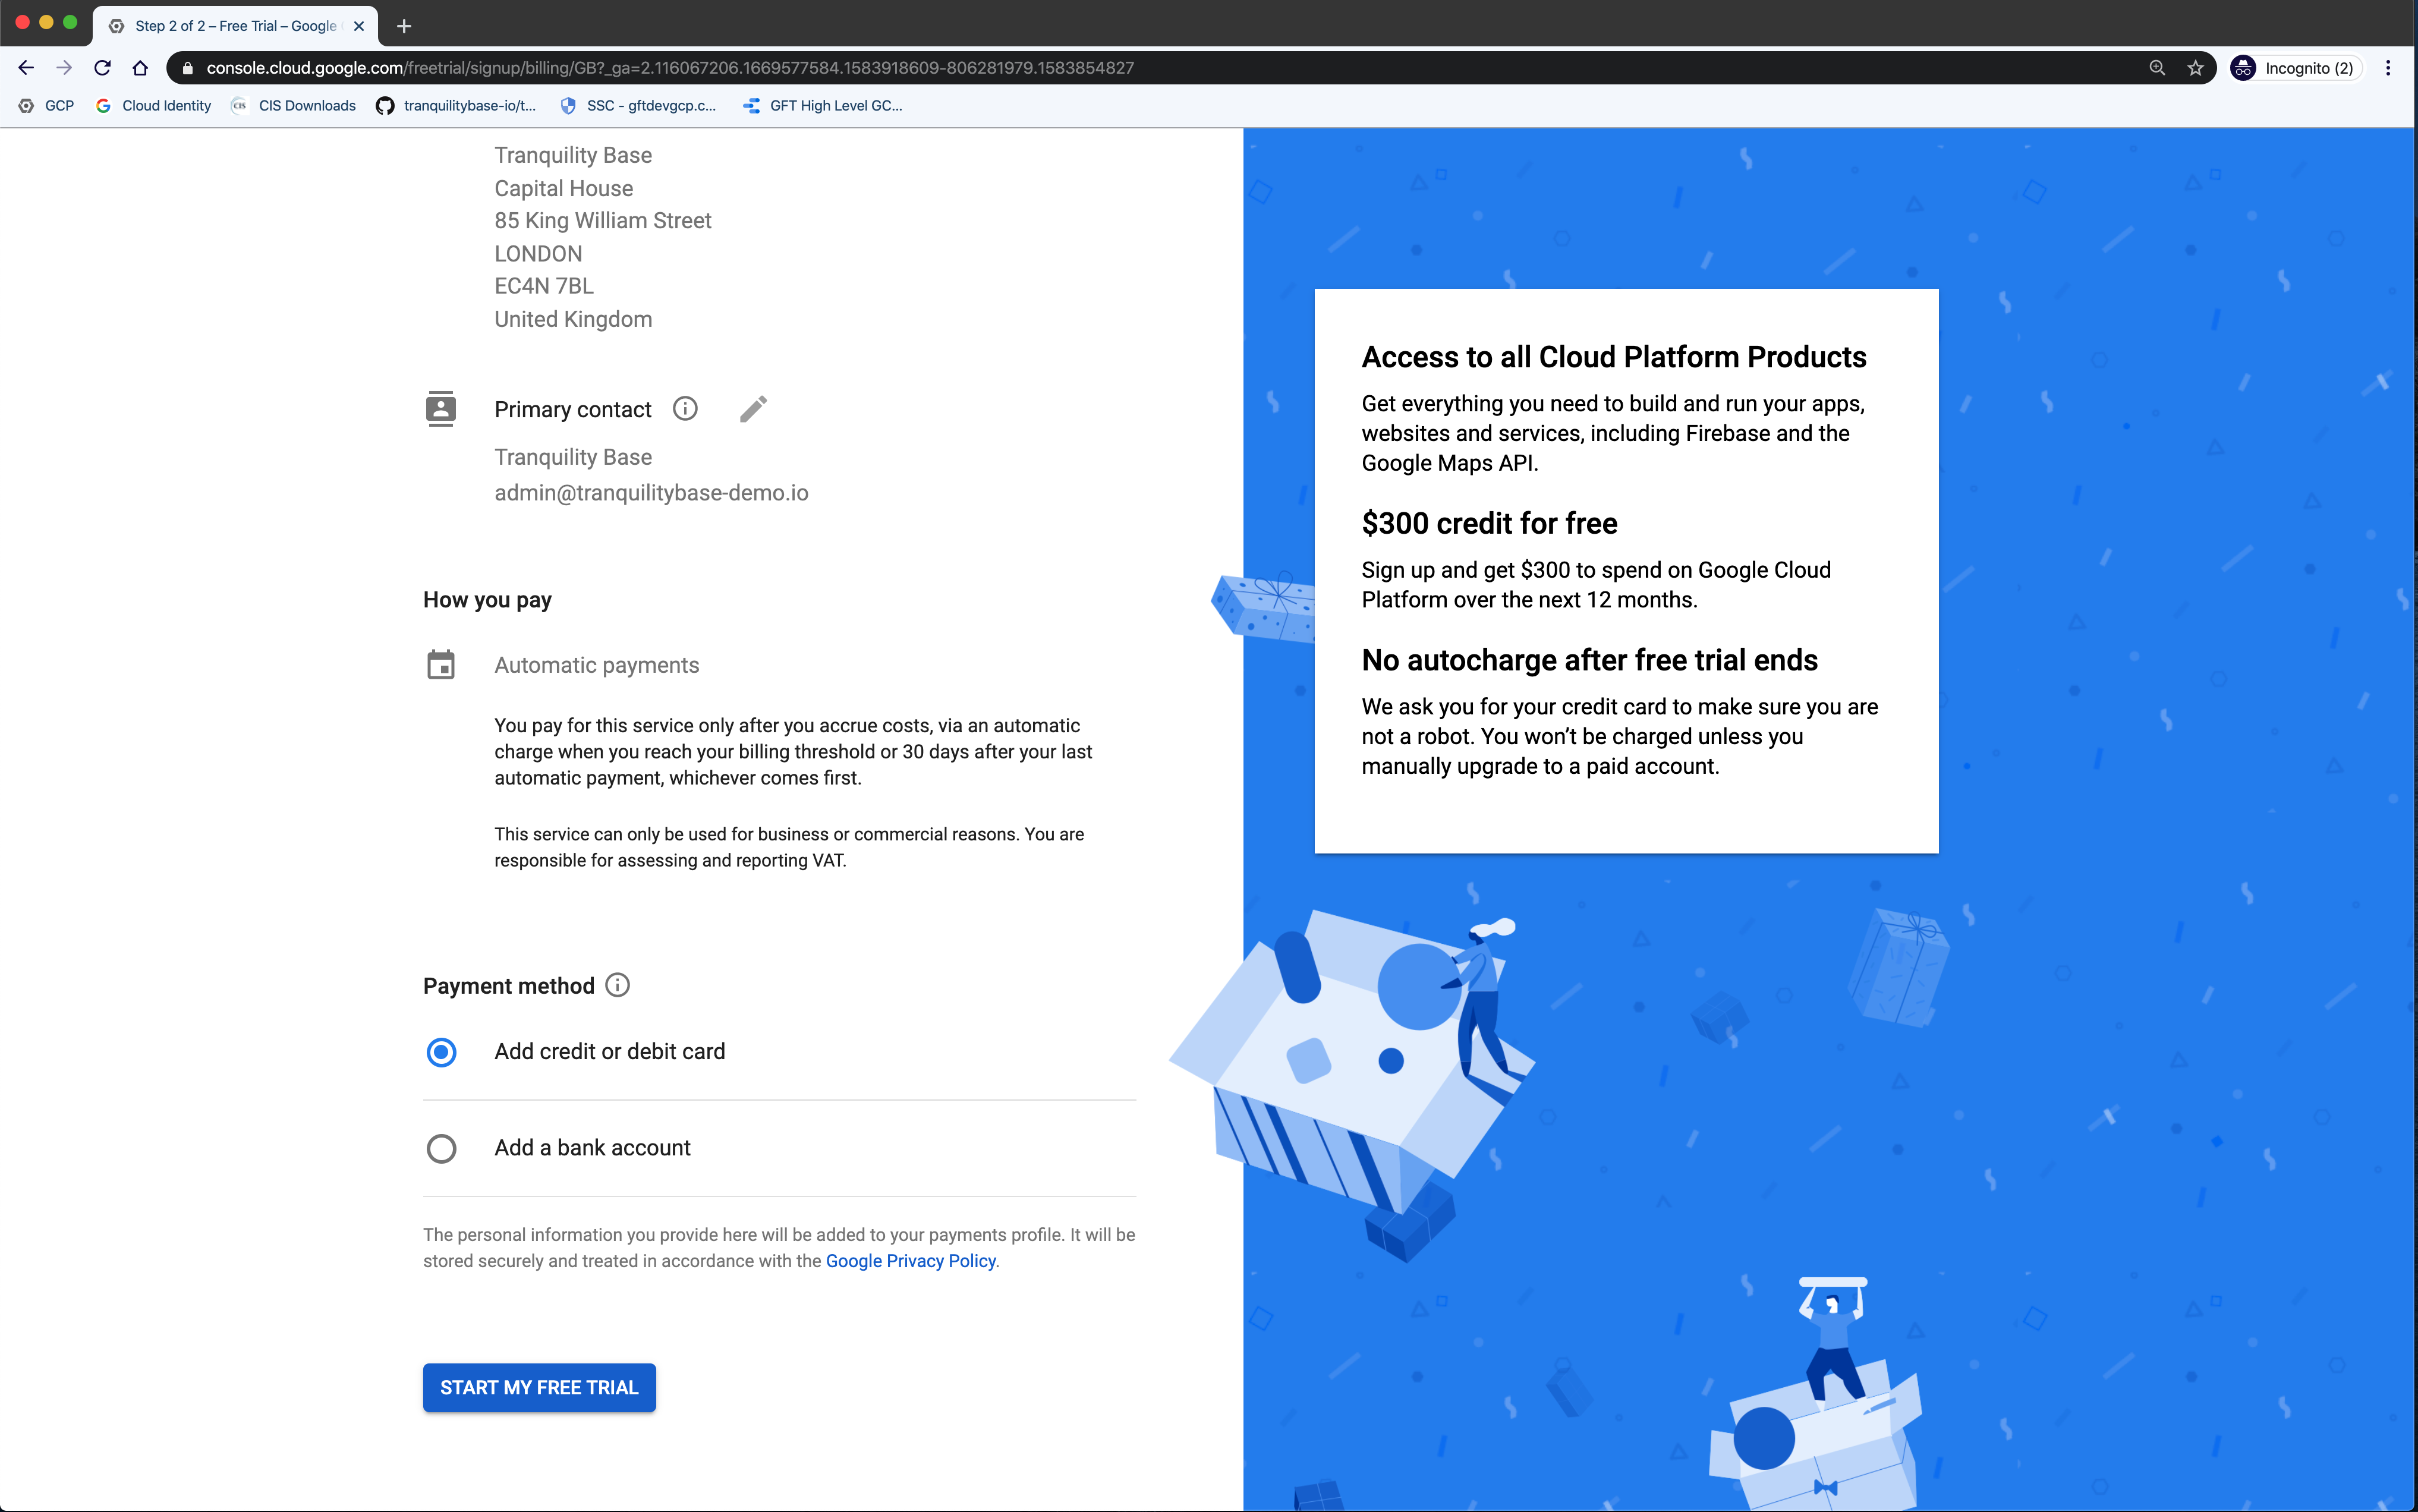 Step 2 of 2 – Free Trial – Google
console.cloud.google.com/freetrial/signup/billing/GB?_ga=2.116067206.1669577584.1583918609-806281979.1583854827
Incognito (2)
GCP
Cloud Identity
CIS
CIS Downloads
tranquilitybase-io/t...
SSC - gftdevgcp.c...
GFT High Level GC...
Tranquility Base
Capital House
85 King William Street
LONDON
EC4N 7BL
United Kingdom
Primary contact
Tranquility Base
admin@tranquilitybase-demo.io
How you pay
Automatic payments
You pay for this service only after you accrue costs, via an automatic
charge when you reach your billing threshold or 30 days after your last
automatic payment, whichever comes first.
This service can only be used for business or commercial reasons. You are
responsible for assessing and reporting VAT.
Payment method
Add credit or debit card
Add a bank account
The personal information you provide here will be added to your payments profile. It will be
stored securely and treated in accordance with the Google Privacy Policy.
START MY FREE TRIAL
Access to all Cloud Platform Products
Get everything you need to build and run your apps,
websites and services, including Firebase and the
Google Maps API.
$300 credit for free
Sign up and get $300 to spend on Google Cloud
Platform over the next 12 months.
No autocharge after free trial ends
We ask you for your credit card to make sure you are
not a robot. You won’t be charged unless you
manually upgrade to a paid account.